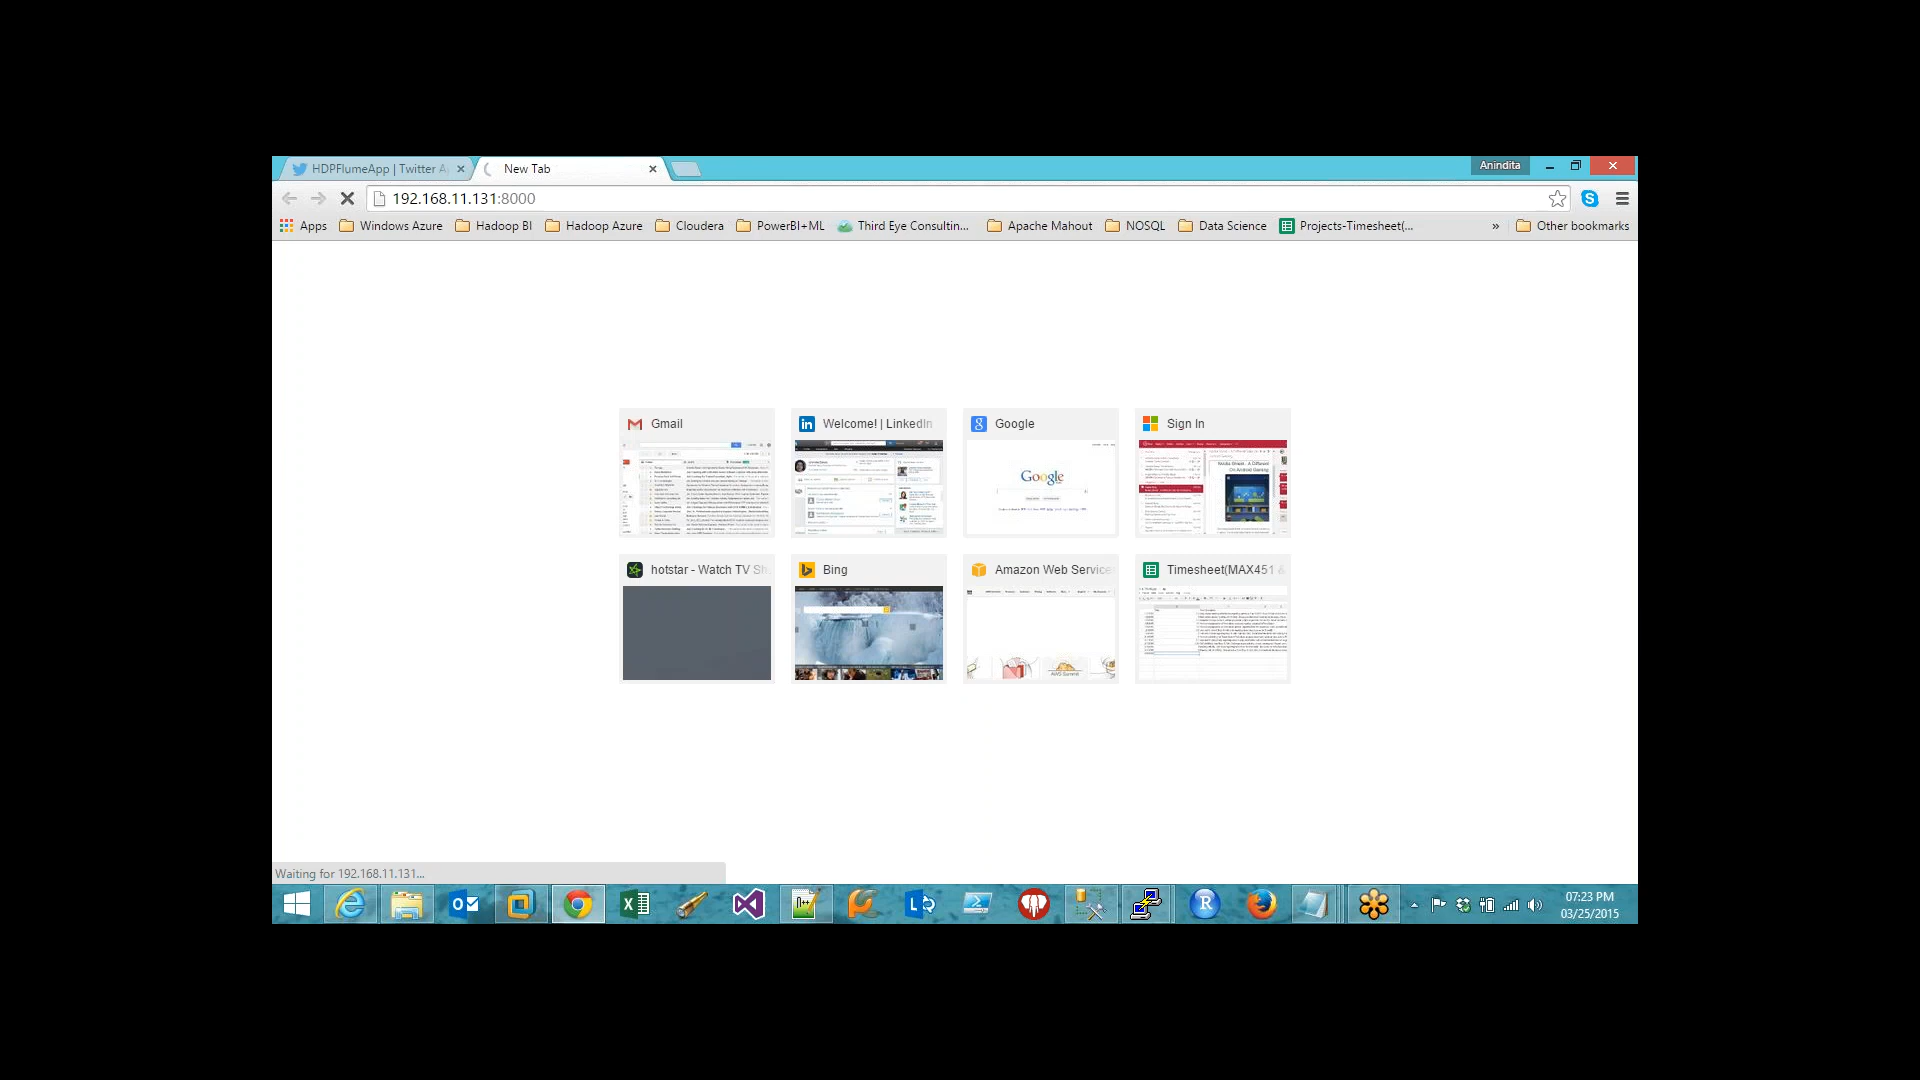 HDPFlumeApp | Twitter A
New Tab
Anindita
192.168.11.131:8000
Apps
Windows Azure
Hadoop BI
Hadoop Azure
Cloudera
PowerBI+ML
Third Eye Consultin...
Apache Mahout
NOSQL
Data Science
Projects-Timesheet(...
»
Other bookmarks
Gmail
Welcome! | LinkedIn
Google
Sign In
Google
hotstar - Watch TV Sh
Bing
Amazon Web Service
Timesheet(MAX451 &
Waiting for 192.168.11.131...
07:23 PM
03/25/2015